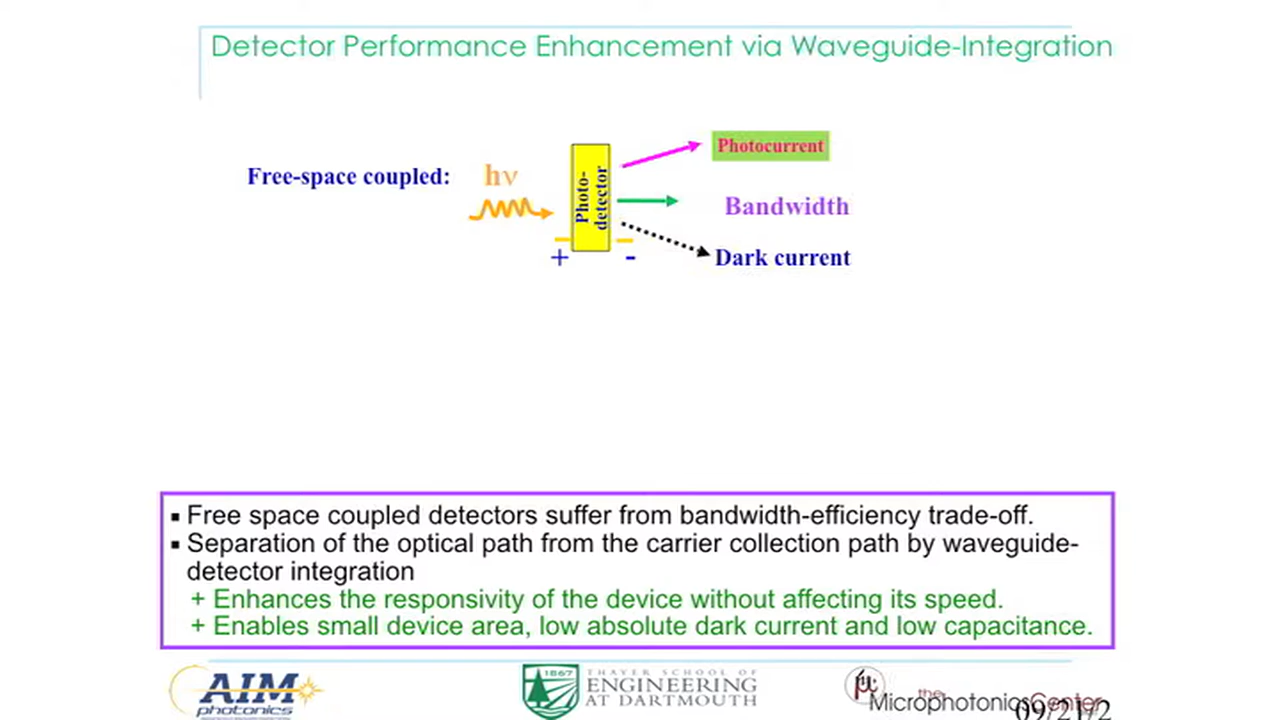 Detector Performance Enhancement via Waveguide-Integration
Free-space coupled:
hν
Photo-
detector
+
-
Photocurrent
Bandwidth
Dark current
▪ Free space coupled detectors suffer from bandwidth-efficiency trade-off.
▪ Separation of the optical path from the carrier collection path by waveguide-
detector integration
+ Enhances the responsivity of the device without affecting its speed.
+ Enables small device area, low absolute dark current and low capacitance.
AIM
photonics
1867
THAYER SCHOOL OF
ENGINEERING
AT DARTMOUTH
μ
the
MicrophotonicsCenter
09/21/2